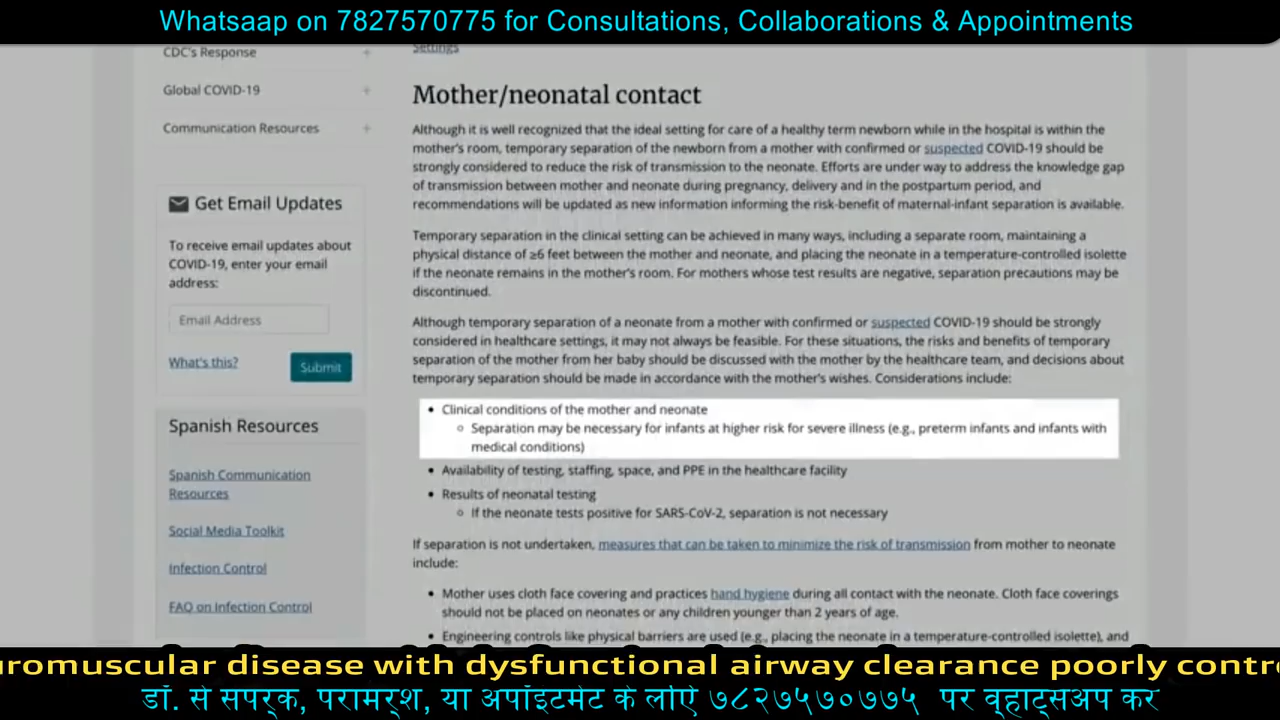 Whatsaap on 7827570775 for Consultations, Collaborations & Appointments
CDC's Response
Global COVID-19
Communication Resources
Get Email Updates
To receive email updates about
COVID-19, enter your email
address:
Email Address
What's this?
Submit
Spanish Resources
Spanish Communication
Resources
Social Media Toolkit
Infection Control
FAQ on Infection Control
Settings
Mother/neonatal contact
Although it is well recognized that the ideal setting for care of a healthy term newborn while in the hospital is within the
mother's room, temporary separation of the newborn from a mother with confirmed or suspected COVID-19 should be
strongly considered to reduce the risk of transmission to the neonate. Efforts are under way to address the knowledge gap
of transmission between mother and neonate during pregnancy, delivery and in the postpartum period, and
recommendations will be updated as new information informing the risk-benefit of maternal-infant separation is available.
Temporary separation in the clinical setting can be achieved in many ways, including a separate room, maintaining a
physical distance of ≥6 feet between the mother and neonate, and placing the neonate in a temperature-controlled isolette
if the neonate remains in the mother's room. For mothers whose test results are negative, separation precautions may be
discontinued.
Although temporary separation of a neonate from a mother with confirmed or suspected COVID-19 should be strongly
considered in healthcare settings, it may not always be feasible. For these situations, the risks and benefits of temporary
separation of the mother from her baby should be discussed with the mother by the healthcare team, and decisions about
temporary separation should be made in accordance with the mother's wishes. Considerations include:
• Clinical conditions of the mother and neonate
○ Separation may be necessary for infants at higher risk for severe illness (e.g., preterm infants and infants with
medical conditions)
• Availability of testing, staffing, space, and PPE in the healthcare facility
• Results of neonatal testing
○ If the neonate tests positive for SARS-CoV-2, separation is not necessary
If separation is not undertaken, measures that can be taken to minimize the risk of transmission from mother to neonate
include:
• Mother uses cloth face covering and practices hand hygiene during all contact with the neonate. Cloth face coverings
should not be placed on neonates or any children younger than 2 years of age.
• Engineering controls like physical barriers are used (e.g., placing the neonate in a temperature-controlled isolette), and
uromuscular disease with dysfunctional airway clearance poorly contr
डॉ. से संपर्क, परामर्श, या अपॉइंटमेंट के लिए ७८२७५७०७७५ पर व्हाट्सअप कर